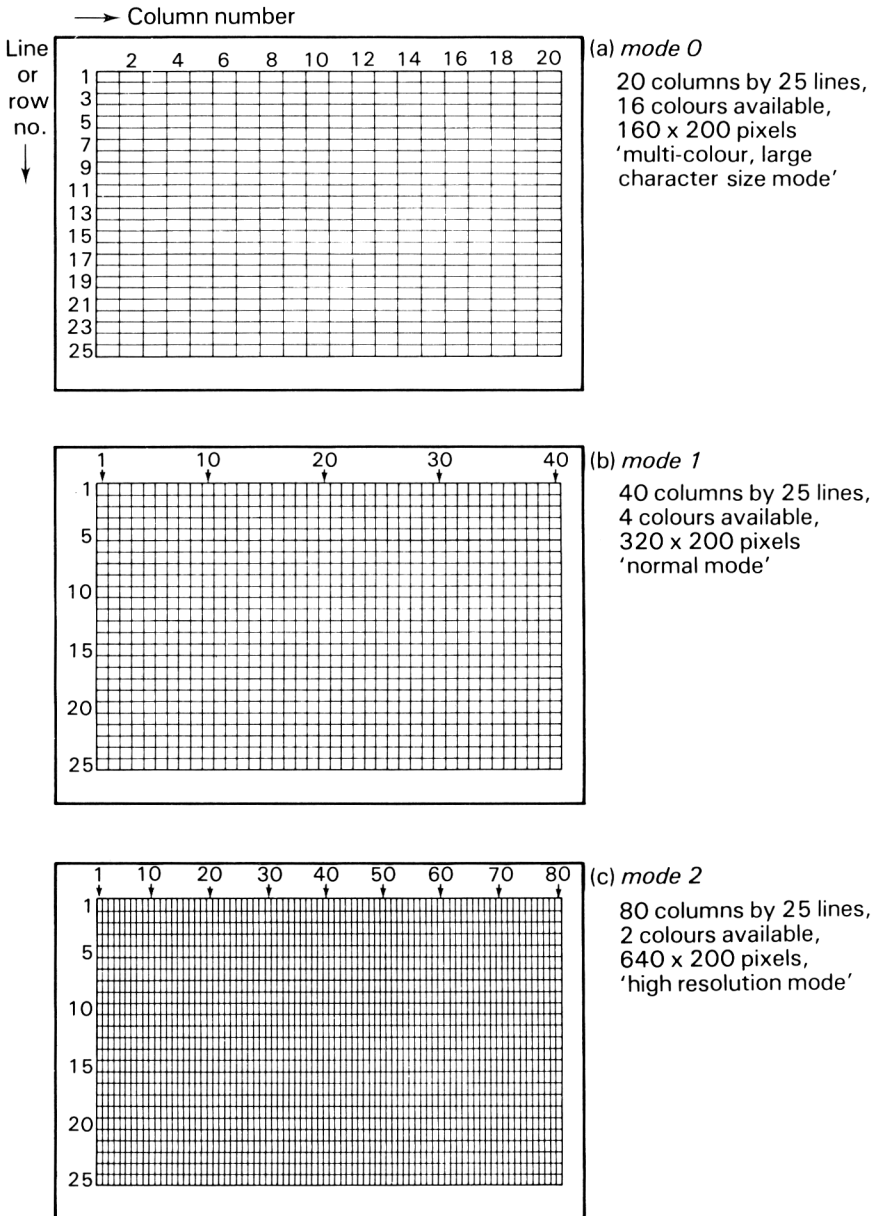 Column number
Line
or
row
no.
2 4 6 8 10 12 14 16 18 20
1
3
5
7
9
11
13
15
17
19
21
23
25
(a) mode 0
20 columns by 25 lines,
16 colours available,
160 x 200 pixels
‘multi-colour, large
character size mode’
1 10 20 30 40
1
5
10
15
20
25
(b) mode 1
40 columns by 25 lines,
4 colours available,
320 x 200 pixels
‘normal mode’
1 10 20 30 40 50 60 70 80
1
5
10
15
20
25
(c) mode 2
80 columns by 25 lines,
2 colours available,
640 x 200 pixels,
‘high resolution mode’